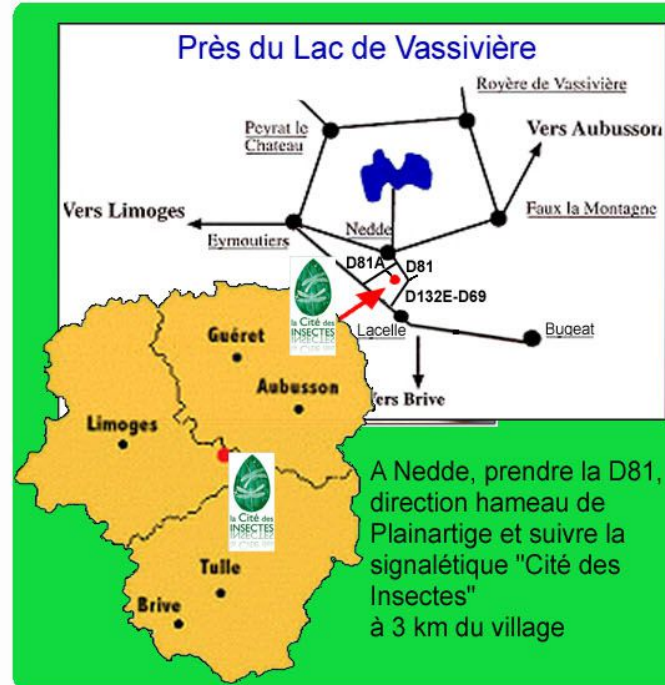 Près du Lac de Vassivière
Royère de Vassivière
Peyrat le
Chateau
Vers Aubusson
Vers Limoges
Faux la Montagne
Nedde
Eymoutiers
D81A
D81
D132E-D69
la Cité des
INSECTES
Lacelle
Bugeat
Vers Brive
Guéret
Aubusson
Limoges
la Cité des
INSECTES
Tulle
Brive
A Nedde, prendre la D81,
direction hameau de
Plainartige et suivre la
signalétique "Cité des
Insectes"
à 3 km du village